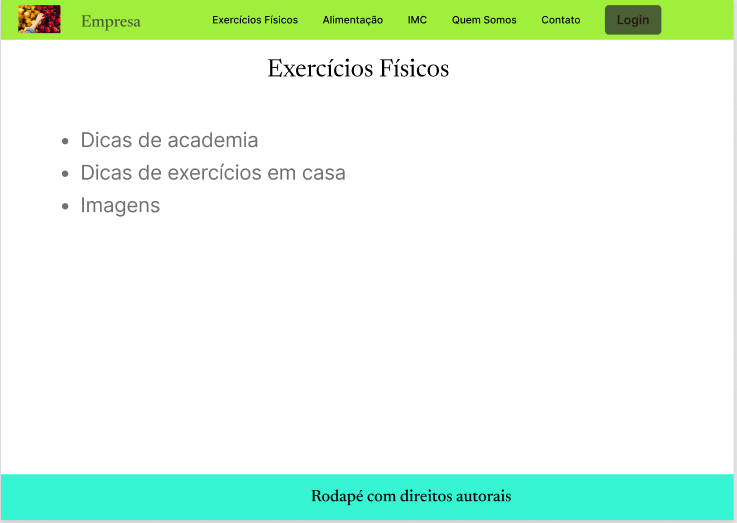 Empresa Exercícios Físicos Alimentação IMC Quem Somos Contato Login
Exercícios Físicos
• Dicas de academia
• Dicas de exercícios em casa
• Imagens
Rodapé com direitos autorais